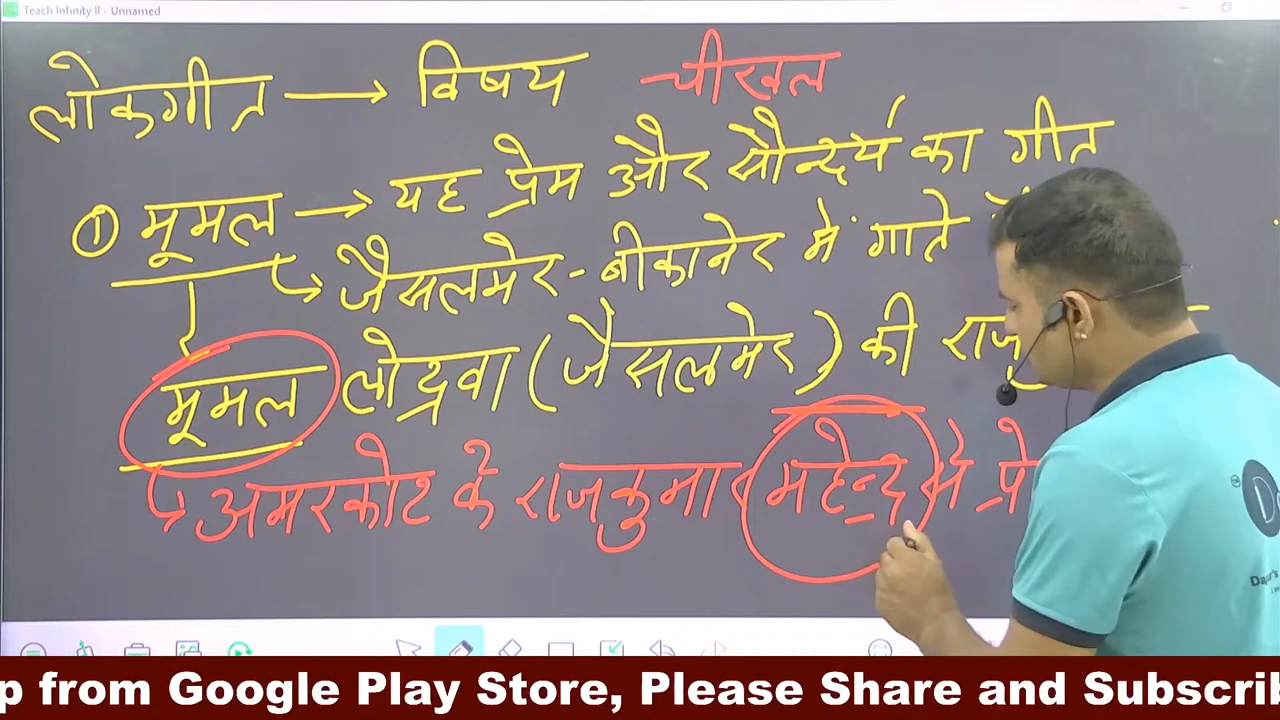 Teach Infinity II - Unnamed
लोकगीत → विषय चीखल
① मूमल → यह प्रेम और सौन्दर्य का गीत
→ जैसलमेर - बीकानेर में गाते
मूमल लोद्रवा (जैसलमेर) की
↳ अमरकोट के राजकुमार महेन्द्र से
D
p from Google Play Store, Please Share and Subscrib